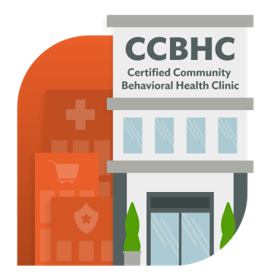 CCBHC
Certified Community
Behavioral Health Clinic